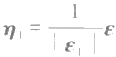 η₁ = 1 / |ε₁| ε